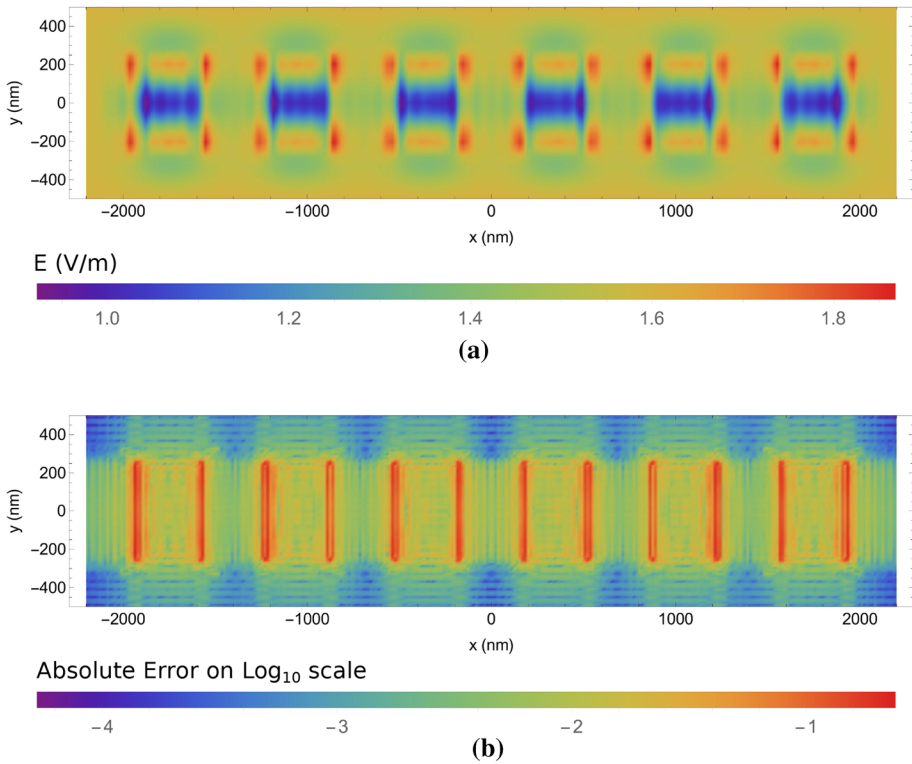 400
200
0
−200
−400
y (nm)
−2000 −1000 0 1000 2000
x (nm)
E (V/m)
1.0 1.2 1.4 1.6 1.8
(a)
400
200
0
−200
−400
y (nm)
−2000 −1000 0 1000 2000
x (nm)
Absolute Error on Log₁₀ scale
−4 −3 −2 −1
(b)